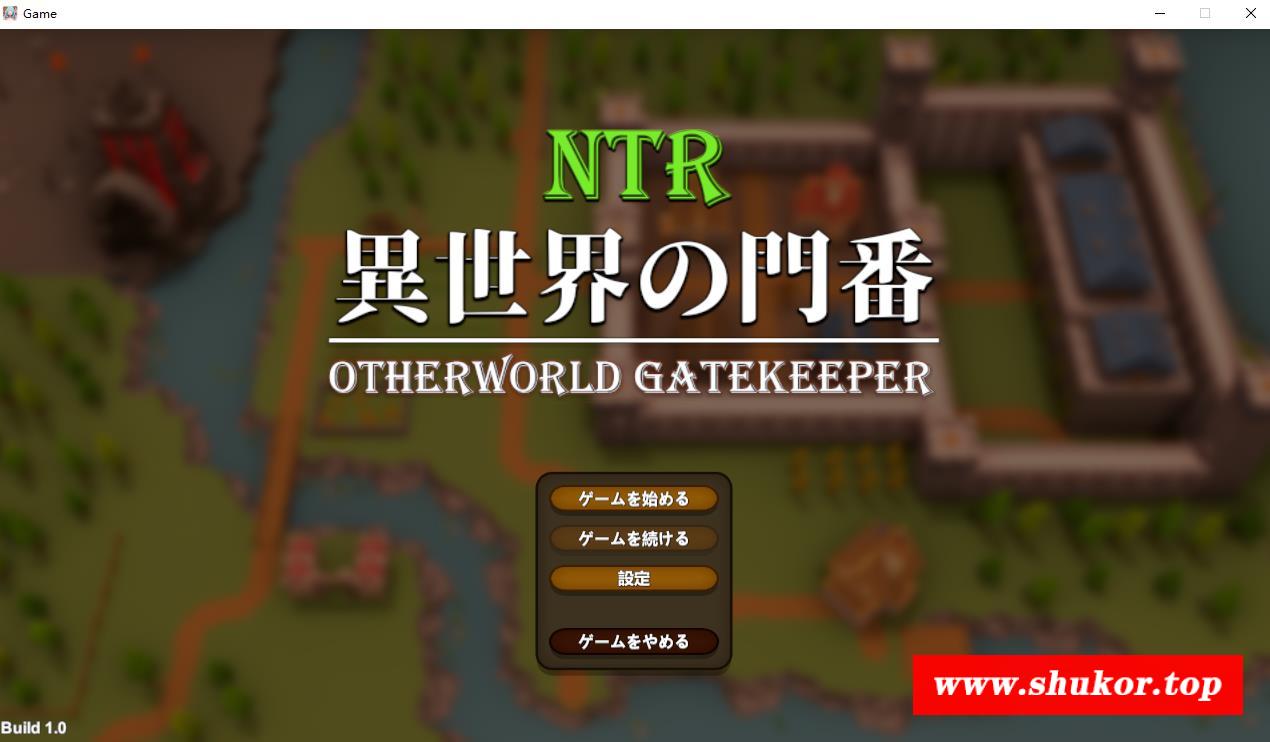 Game
NTR
異世界の門番
OTHERWORLD GATEKEEPER
ゲームを始める
ゲームを続ける
設定
ゲームをやめる
www.shukor.top
Build 1.0